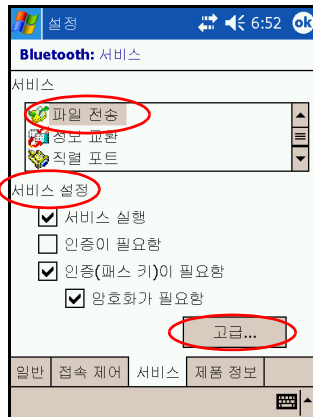 설정 6:52 ok
Bluetooth: 서비스
서비스
파일 전송
정보 교환
직렬 포트
서비스 설정
서비스 실행
인증이 필요함
인증(패스 키)이 필요함
암호화가 필요함
고급...
일반 접속 제어 서비스 제품 정보